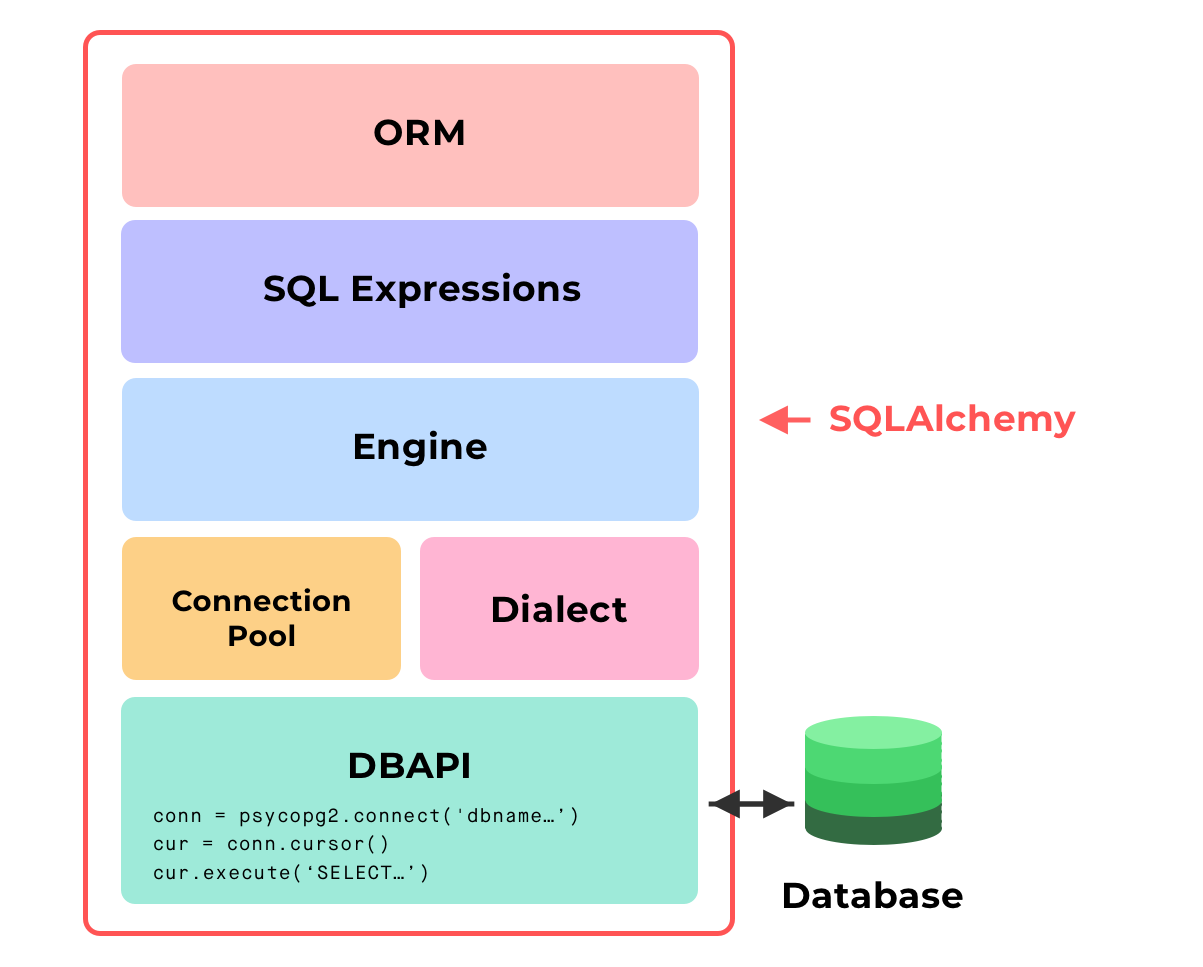 ORM
SQL Expressions
Engine
SQLAlchemy
Connection
Pool
Dialect
DBAPI
conn = psycopg2.connect('dbname…’)
cur = conn.cursor()
cur.execute(‘SELECT…’)
Database